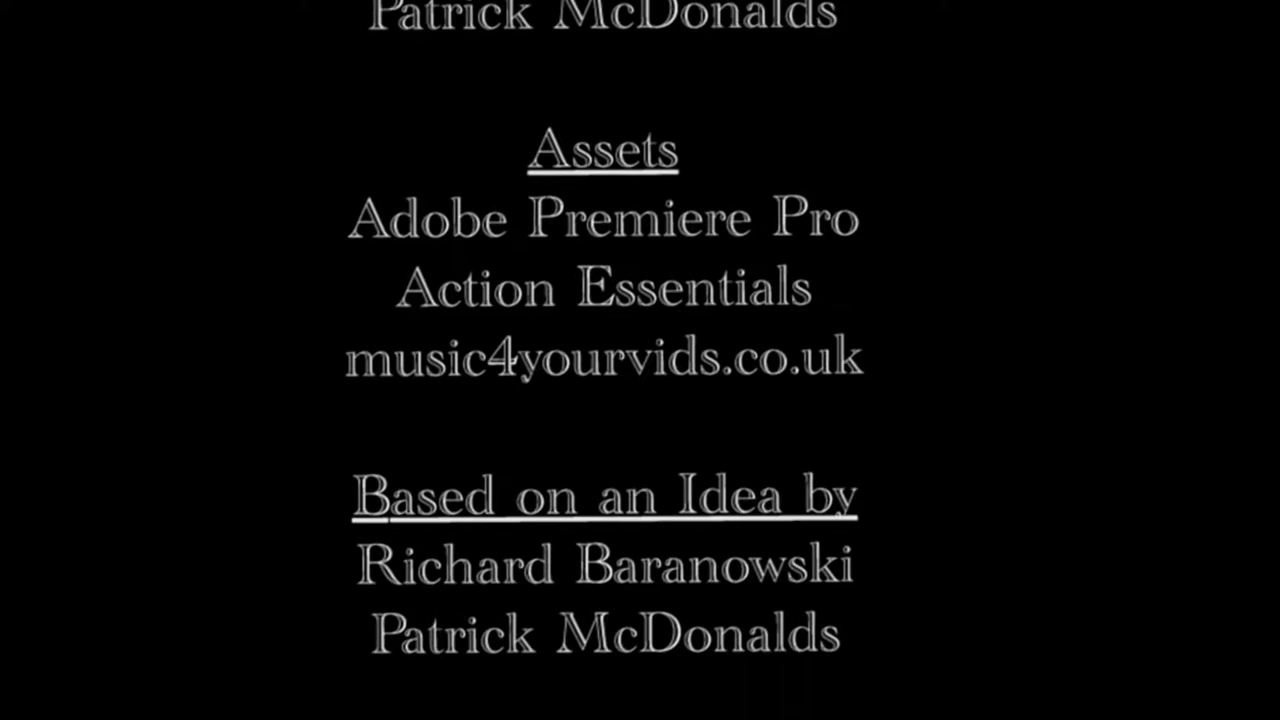 Patrick McDonalds
Assets
Adobe Premiere Pro
Action Essentials
music4yourvids.co.uk
Based on an Idea by
Richard Baranowski
Patrick McDonalds